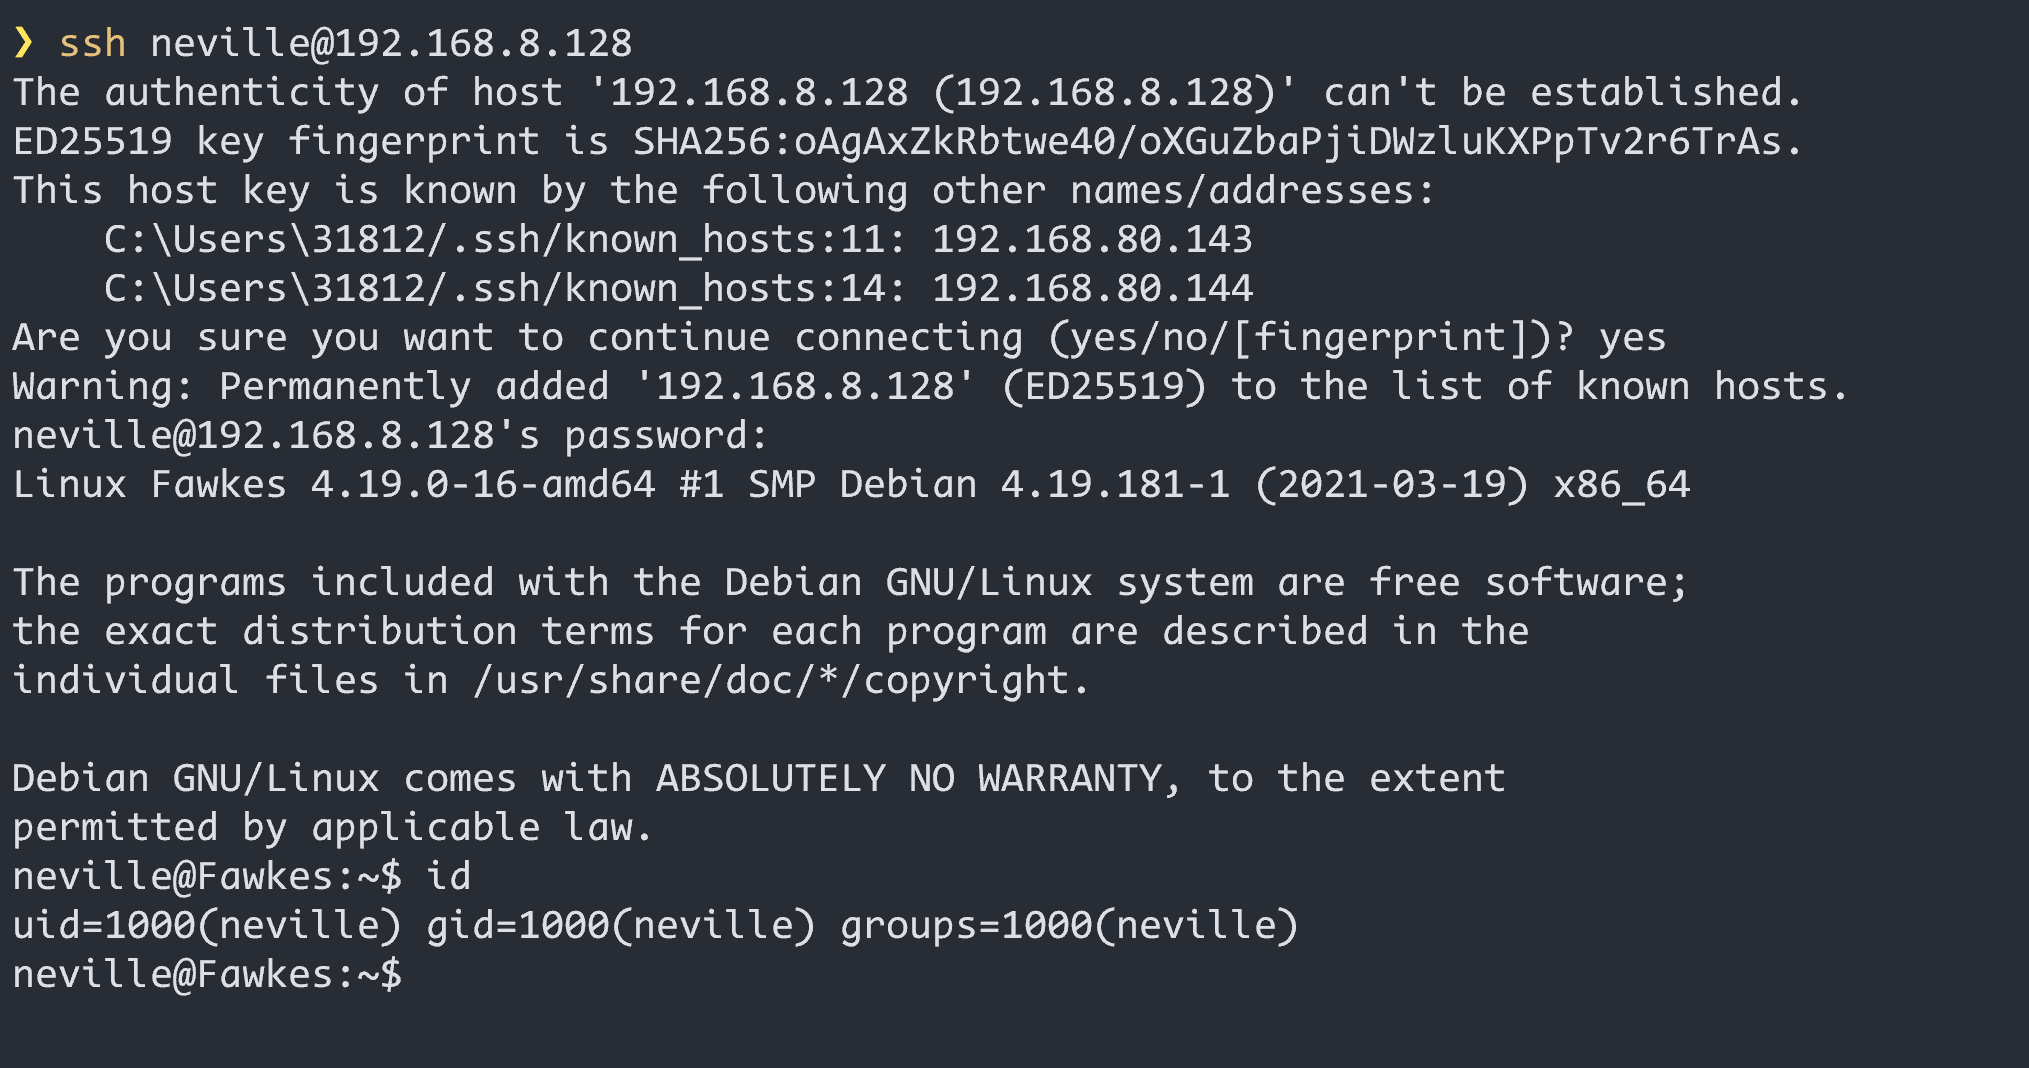 ❯ ssh neville@192.168.8.128
The authenticity of host '192.168.8.128 (192.168.8.128)' can't be established.
ED25519 key fingerprint is SHA256:oAgAxZkRbtwe40/oXGuZbaPjiDWzluKXPpTv2r6TrAs.
This host key is known by the following other names/addresses:
    C:\Users\31812/.ssh/known_hosts:11: 192.168.80.143
    C:\Users\31812/.ssh/known_hosts:14: 192.168.80.144
Are you sure you want to continue connecting (yes/no/[fingerprint])? yes
Warning: Permanently added '192.168.8.128' (ED25519) to the list of known hosts.
neville@192.168.8.128's password:
Linux Fawkes 4.19.0-16-amd64 #1 SMP Debian 4.19.181-1 (2021-03-19) x86_64

The programs included with the Debian GNU/Linux system are free software;
the exact distribution terms for each program are described in the
individual files in /usr/share/doc/*/copyright.

Debian GNU/Linux comes with ABSOLUTELY NO WARRANTY, to the extent
permitted by applicable law.
neville@Fawkes:~$ id
uid=1000(neville) gid=1000(neville) groups=1000(neville)
neville@Fawkes:~$